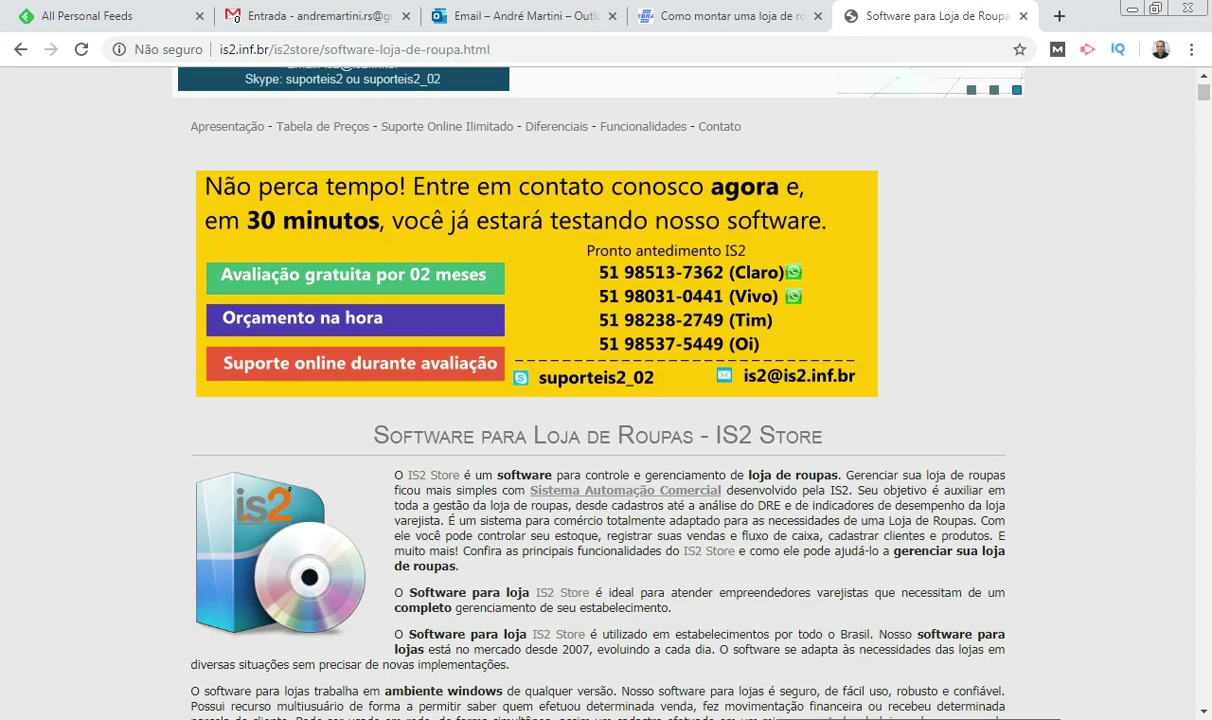 All Personal Feeds
Entrada - andremartini.rs@gr
Email – André Martini – Outlo
Como montar uma loja de ro
Software para Loja de Roupa
Não seguro
is2.inf.br/is2store/software-loja-de-roupa.html
M
IQ
Skype: suporteis2 ou suporteis2_02
Apresentação - Tabela de Preços - Suporte Online Ilimitado - Diferenciais - Funcionalidades - Contato
Não perca tempo! Entre em contato conosco agora e,
em 30 minutos, você já estará testando nosso software.
Pronto antedimento IS2
Avaliação gratuita por 02 meses
51 98513-7362 (Claro)
51 98031-0441 (Vivo)
Orçamento na hora
51 98238-2749 (Tim)
51 98537-5449 (Oi)
Suporte online durante avaliação
suporteis2_02
is2@is2.inf.br
Software para Loja de Roupas - IS2 Store
is2
O IS2 Store é um software para controle e gerenciamento de loja de roupas. Gerenciar sua loja de roupas
ficou mais simples com Sistema Automação Comercial desenvolvido pela IS2. Seu objetivo é auxiliar em
toda a gestão da loja de roupas, desde cadastros até a análise do DRE e de indicadores de desempenho da loja
varejista. É um sistema para comércio totalmente adaptado para as necessidades de uma Loja de Roupas. Com
ele você pode controlar seu estoque, registrar suas vendas e fluxo de caixa, cadastrar clientes e produtos. E
muito mais! Confira as principais funcionalidades do IS2 Store e como ele pode ajudá-lo a gerenciar sua loja
de roupas.
O Software para loja IS2 Store é ideal para atender empreendedores varejistas que necessitam de um
completo gerenciamento de seu estabelecimento.
O Software para loja IS2 Store é utilizado em estabelecimentos por todo o Brasil. Nosso software para
lojas está no mercado desde 2007, evoluindo a cada dia. O software se adapta às necessidades das lojas em
diversas situações sem precisar de novas implementações.
O software para lojas trabalha em ambiente windows de qualquer versão. Nosso software para lojas é seguro, de fácil uso, robusto e confiável.
Possui recurso multiusuário de forma a permitir saber quem efetuou determinada venda, fez movimentação financeira ou recebeu determinada